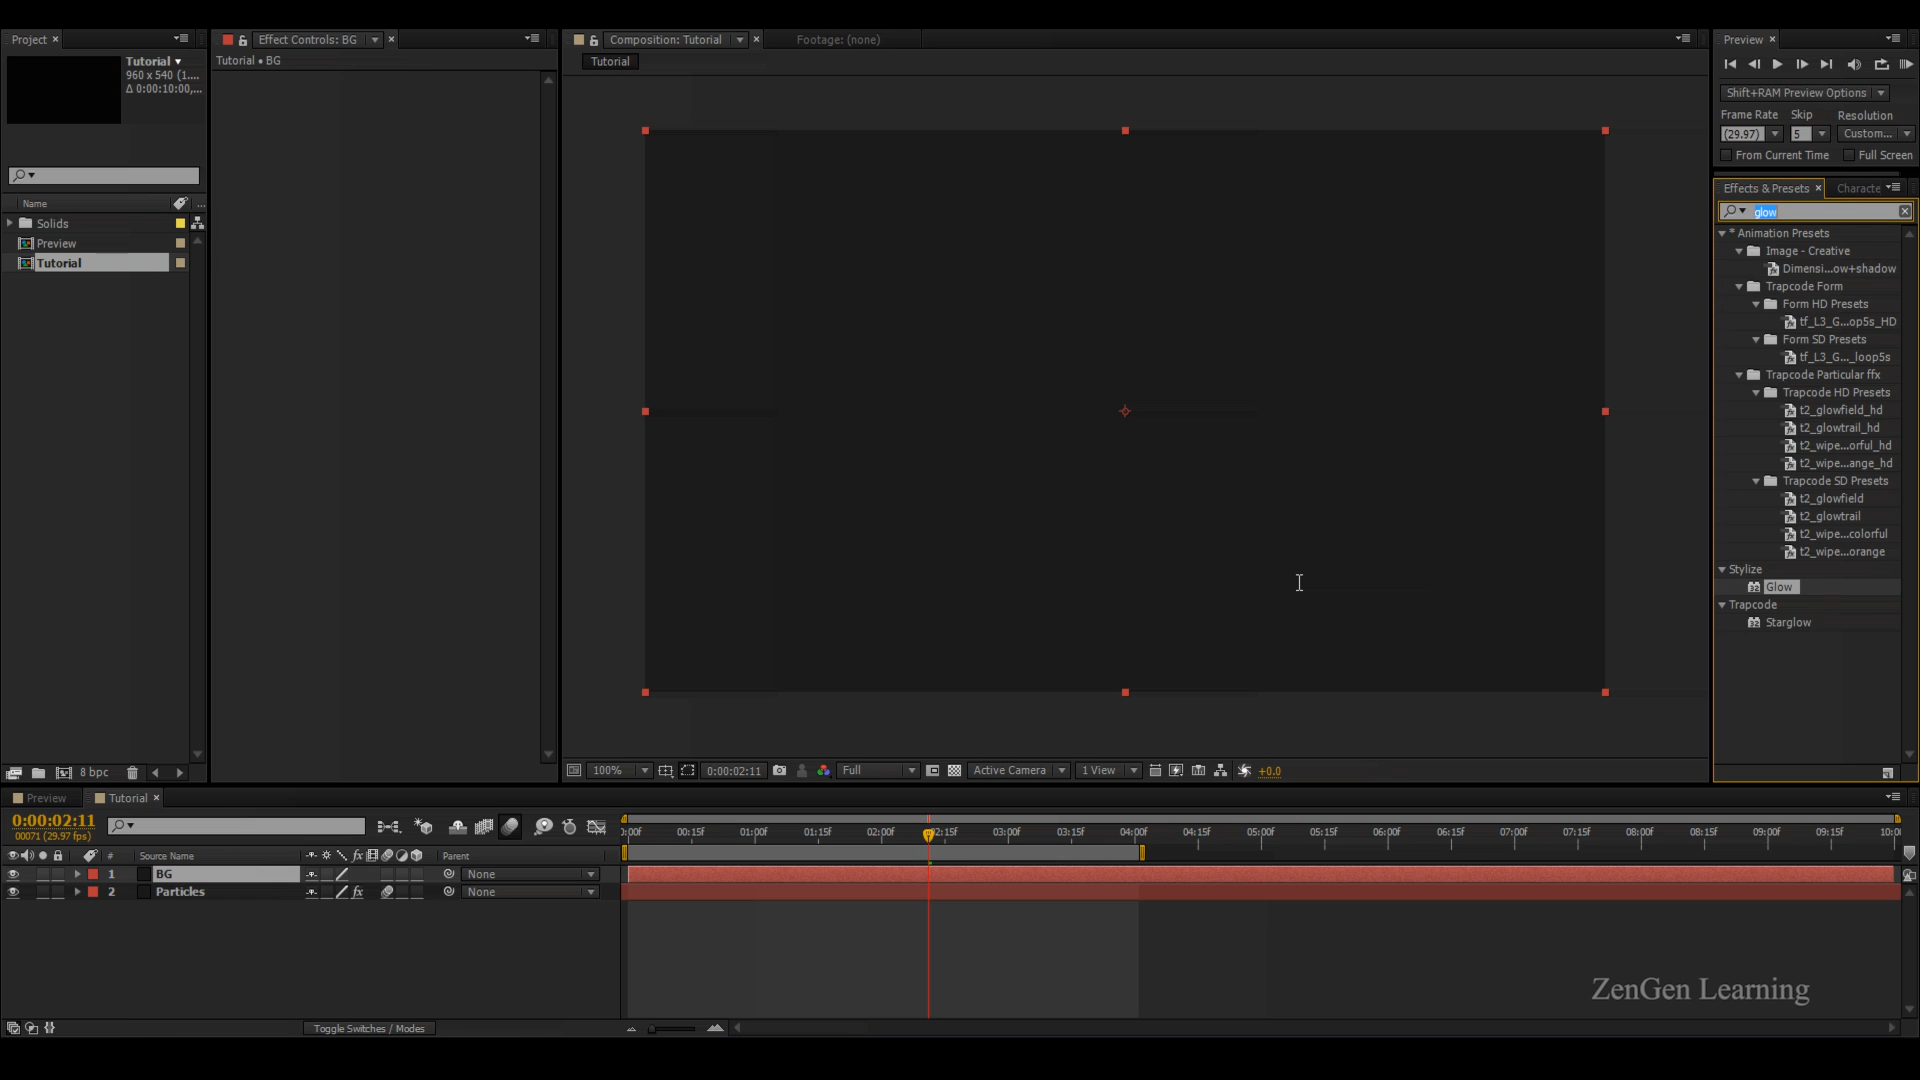 Project
Effect Controls: BG
Composition: Tutorial
Footage: (none)
Preview
Tutorial
960 x 540 (1....
Δ 0:00:10:00,...
Tutorial • BG
Tutorial
Shift+RAM Preview Options
Frame Rate Skip Resolution
(29.97) 5 Custom...
From Current Time Full Screen
Effects & Presets Characte
glow
Name
...
Solids
Preview
Tutorial
* Animation Presets
Image - Creative
Dimensi...ow+shadow
Trapcode Form
Form HD Presets
tf_L3_G...op5s_HD
Form SD Presets
tf_L3_G..._loop5s
Trapcode Particular ffx
Trapcode HD Presets
t2_glowfield_hd
t2_glowtrail_hd
t2_wipe...orful_hd
t2_wipe...ange_hd
Trapcode SD Presets
t2_glowfield
t2_glowtrail
t2_wipe...colorful
t2_wipe...orange
Stylize
32 Glow
Trapcode
32 Starglow
8 bpc
100% 0:00:02:11 Full Active Camera 1 View +0.0
Preview Tutorial
0:00:02:11
00071 (29.97 fps)
):00f 00:15f 01:00f 01:15f 02:00f 02:15f 03:00f 03:15f 04:00f 04:15f 05:00f 05:15f 06:00f 06:15f 07:00f 07:15f 08:00f 08:15f 09:00f 09:15f 10:0
# Source Name fx Parent
1 BG None
2 Particles fx None
ZenGen Learning
Toggle Switches / Modes